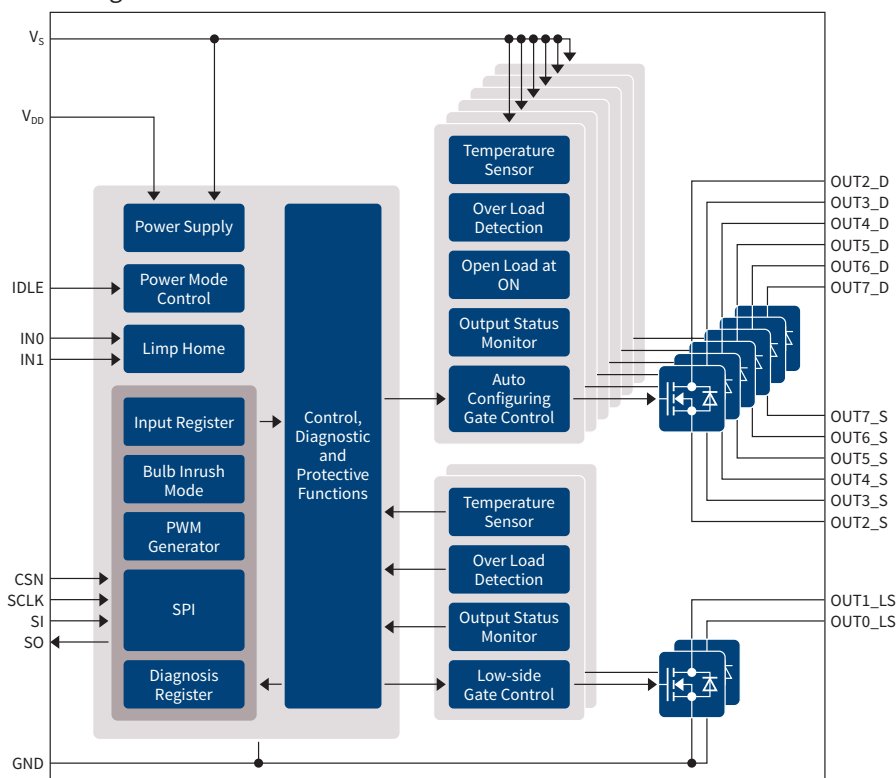 V_S
V_DD
IDLE
IN0
IN1
CSN
SCLK
SI
SO
GND
Power Supply
Power Mode
Control
Limp Home
Input Register
Bulb Inrush
Mode
PWM
Generator
SPI
Diagnosis
Register
Control,
Diagnostic
and
Protective
Functions
Temperature
Sensor
Over Load
Detection
Open Load at
ON
Output Status
Monitor
Auto
Configuring
Gate Control
Temperature
Sensor
Over Load
Detection
Output Status
Monitor
Low-side
Gate Control
OUT2_D
OUT3_D
OUT4_D
OUT5_D
OUT6_D
OUT7_D
OUT7_S
OUT6_S
OUT5_S
OUT4_S
OUT3_S
OUT2_S
OUT1_LS
OUT0_LS